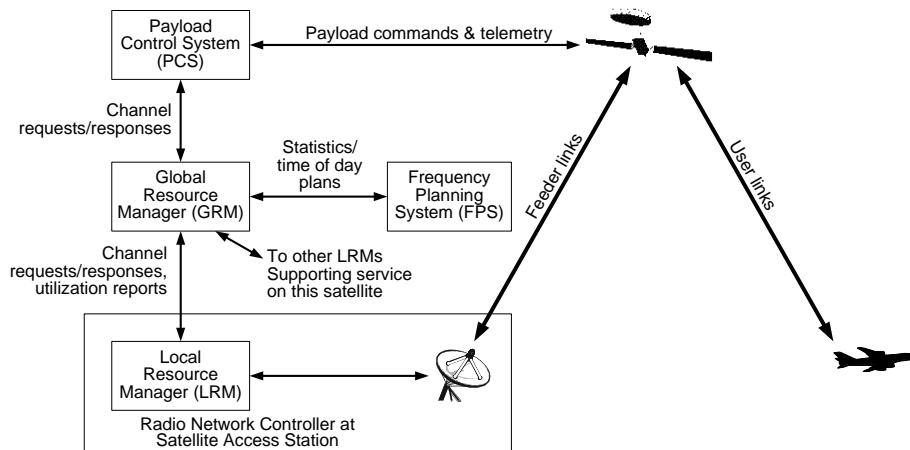 Payload
Control System
(PCS)
Payload commands & telemetry
Channel
requests/responses
Statistics/
time of day
plans
Global
Resource
Manager (GRM)
Frequency
Planning
System (FPS)
Feeder links
User links
Channel
requests/responses,
utilization reports
To other LRMs
Supporting service
on this satellite
Local
Resource
Manager (LRM)
Radio Network Controller at
Satellite Access Station